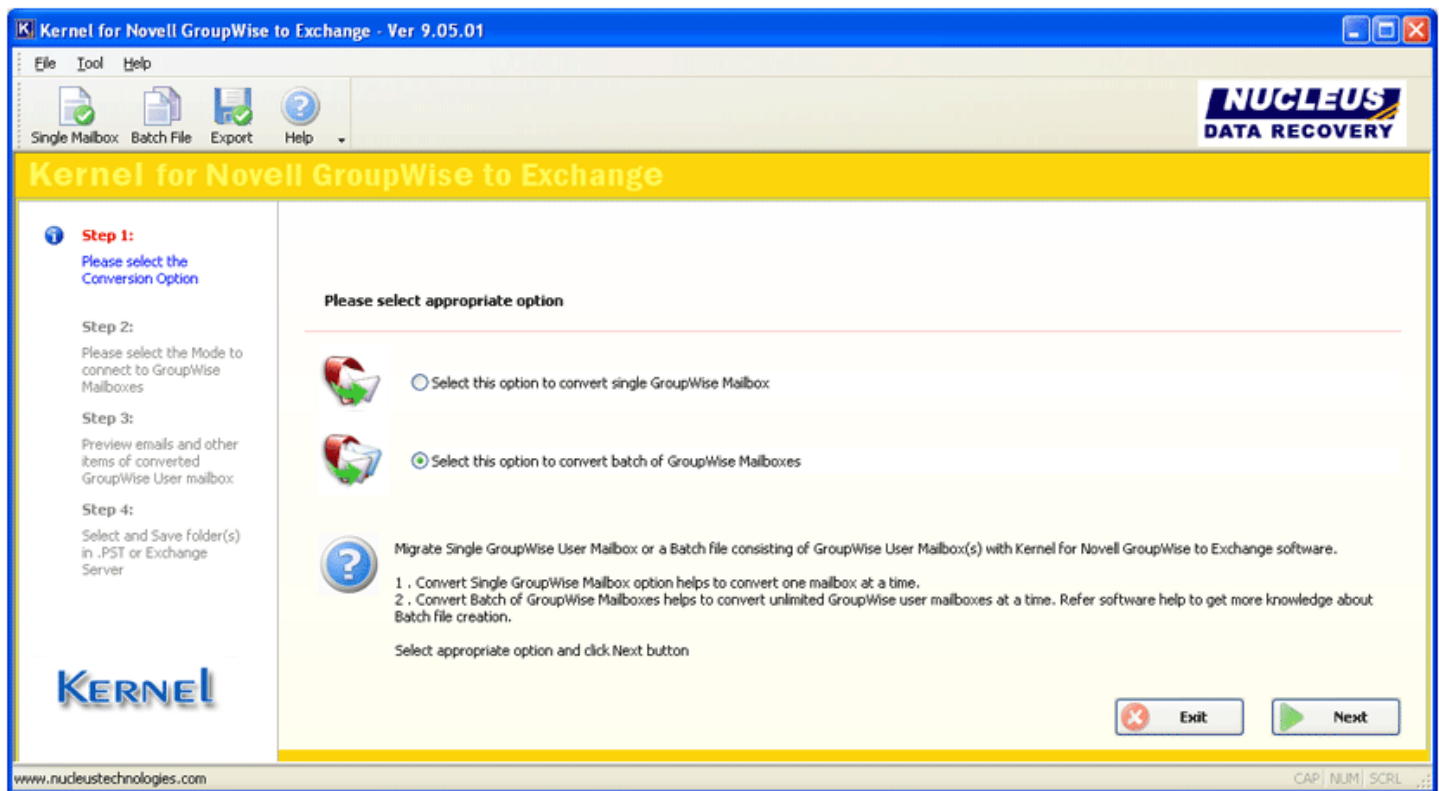 Kernel for Novell GroupWise to Exchange - Ver 9.05.01
File Tool Help
Single Mailbox Batch File Export Help
NUCLEUS
DATA RECOVERY
Kernel for Novell GroupWise to Exchange
Step 1:
Please select the
Conversion Option
Step 2:
Please select the Mode to
connect to GroupWise
Mailboxes
Step 3:
Preview emails and other
items of converted
GroupWise User mailbox
Step 4:
Select and Save folder(s)
in .PST or Exchange
Server
KERNEL
Please select appropriate option
Select this option to convert single GroupWise Mailbox
Select this option to convert batch of GroupWise Mailboxes
Migrate Single GroupWise User Mailbox or a Batch file consisting of GroupWise User Mailbox(s) with Kernel for Novell GroupWise to Exchange software.
1 . Convert Single GroupWise Mailbox option helps to convert one mailbox at a time.
2 . Convert Batch of GroupWise Mailboxes helps to convert unlimited GroupWise user mailboxes at a time. Refer software help to get more knowledge about
Batch file creation.
Select appropriate option and click Next button
Exit Next
www.nucleustechnologies.com
CAP NUM SCRL